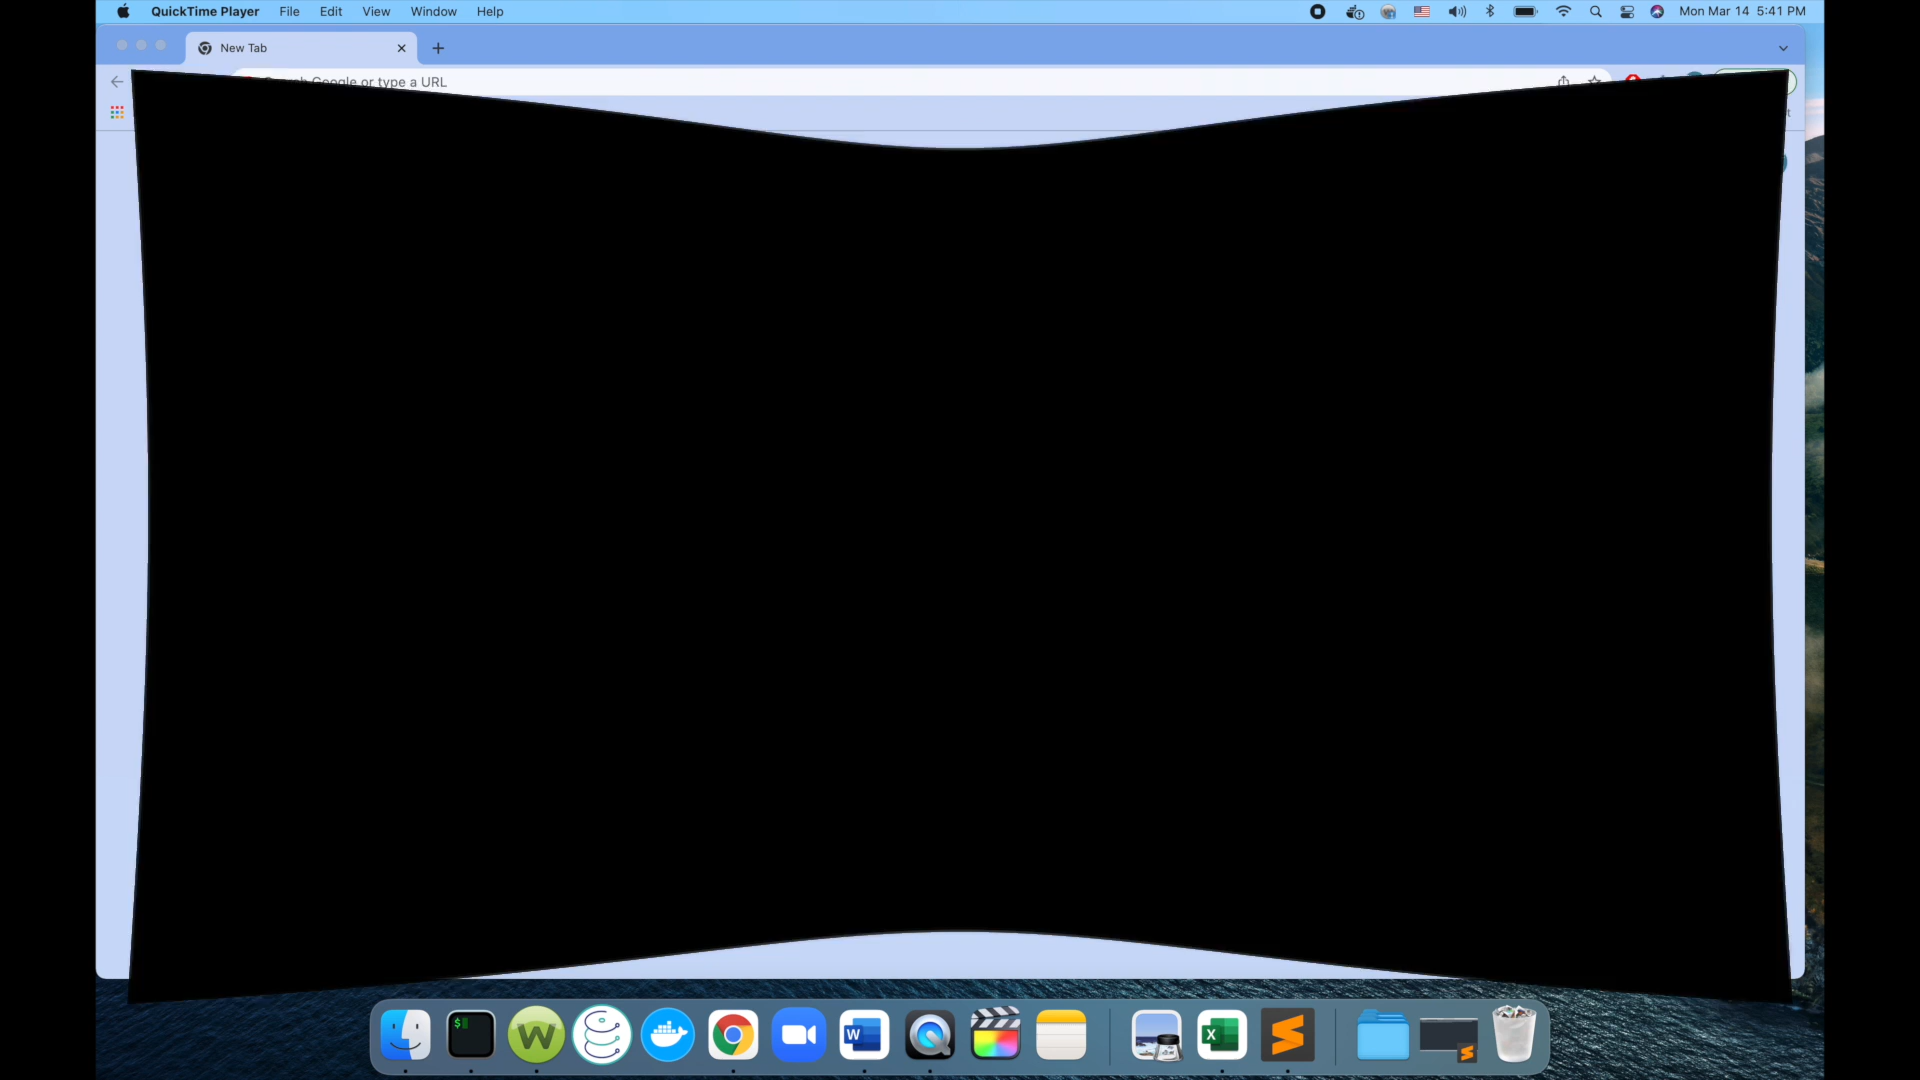 QuickTime Player File Edit View Window Help Mon Mar 14 5:41 PM
New Tab
Google or type a URL
$
W
W
X